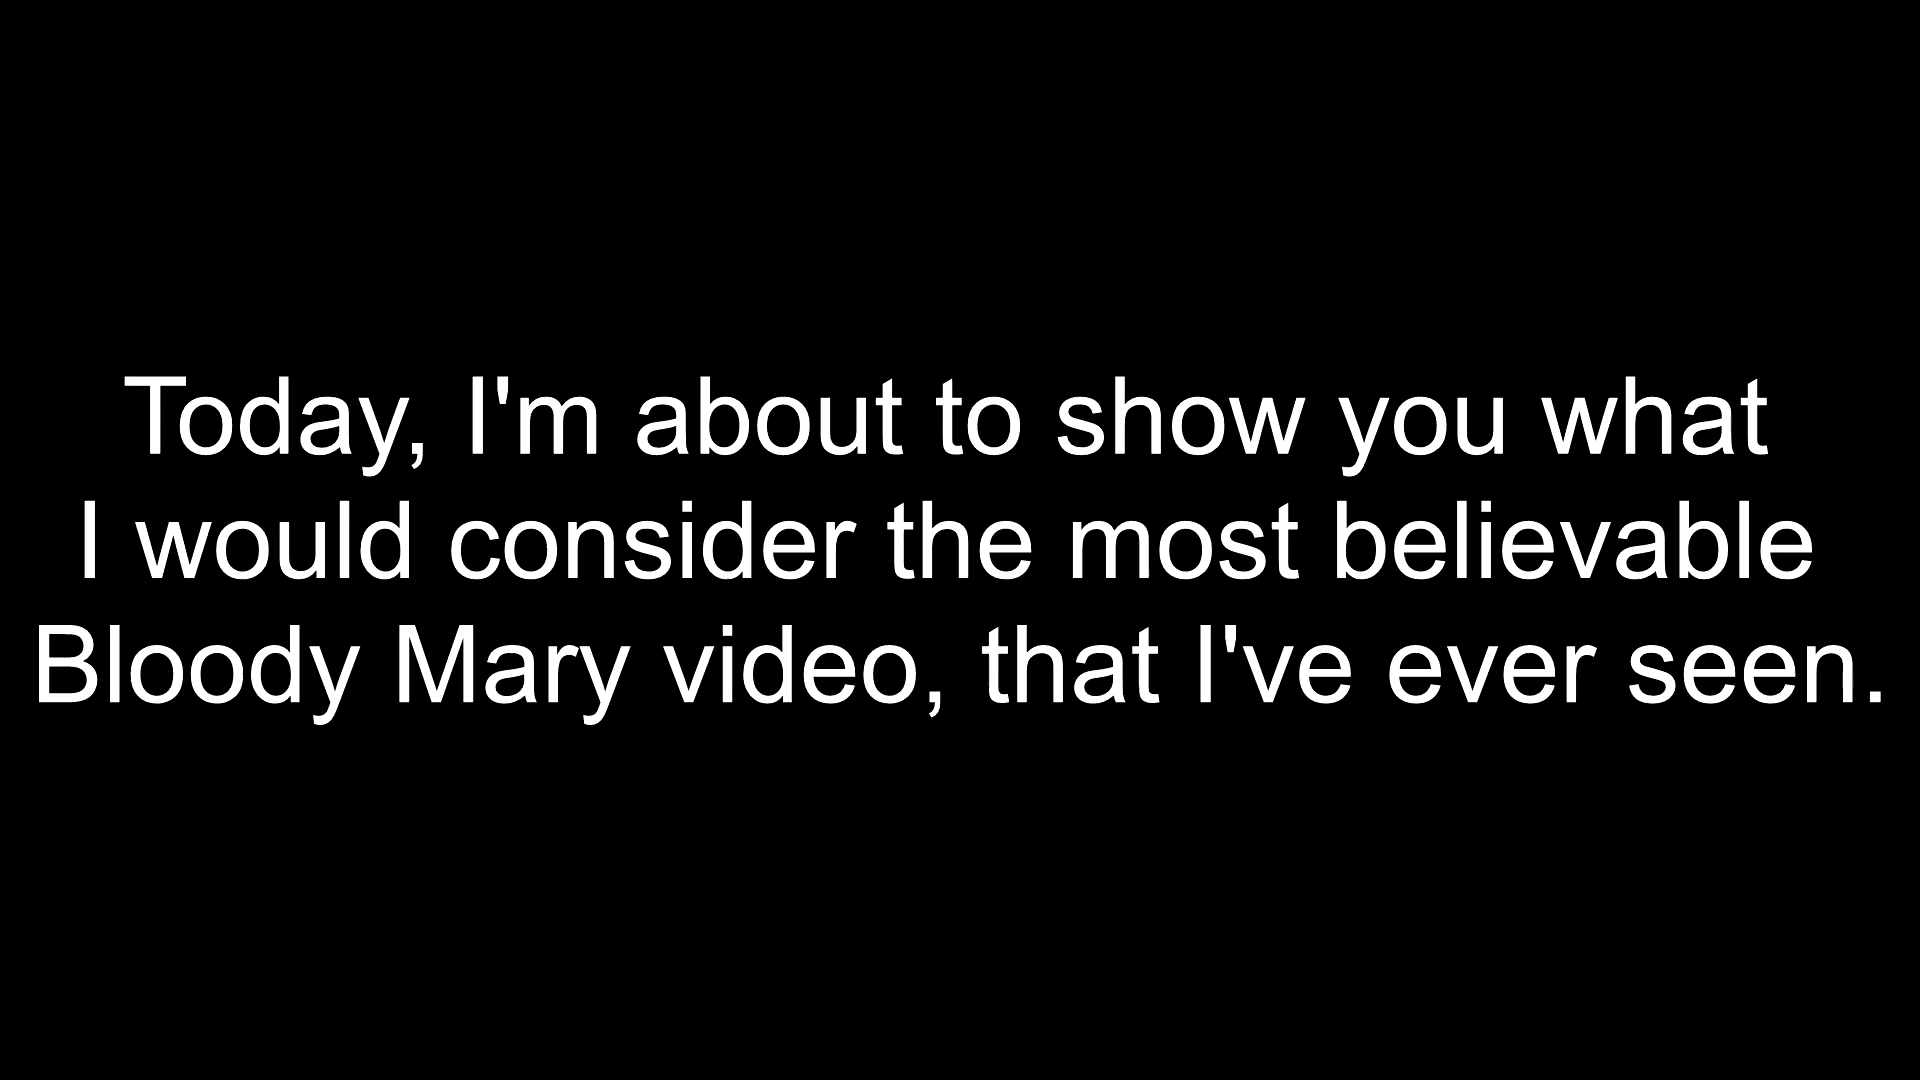 Today, I'm about to show you what
I would consider the most believable
Bloody Mary video, that I've ever seen.